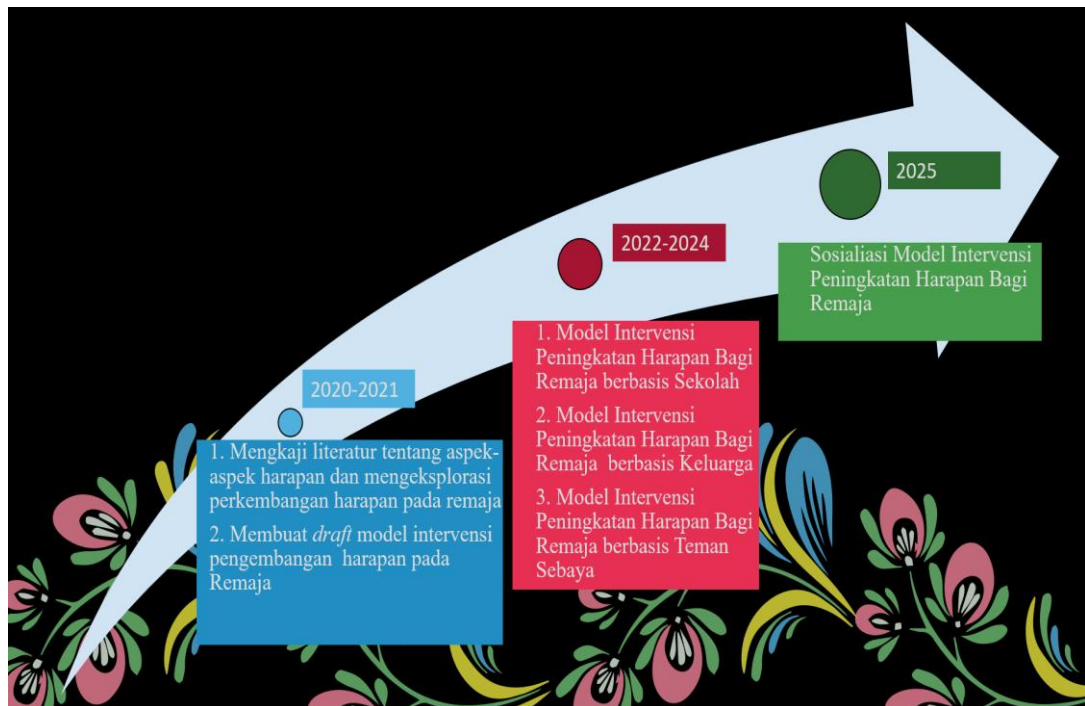 2020-2021
1. Mengkaji literatur tentang aspek-
aspek harapan dan mengeksplorasi
perkembangan harapan pada remaja
2. Membuat draft model intervensi
pengembangan harapan pada
Remaja
2022-2024
1. Model Intervensi
Peningkatan Harapan Bagi
Remaja berbasis Sekolah
2. Model Intervensi
Peningkatan Harapan Bagi
Remaja berbasis Keluarga
3. Model Intervensi
Peningkatan Harapan Bagi
Remaja berbasis Teman
Sebaya
2025
Sosialiasi Model Intervensi
Peningkatan Harapan Bagi
Remaja